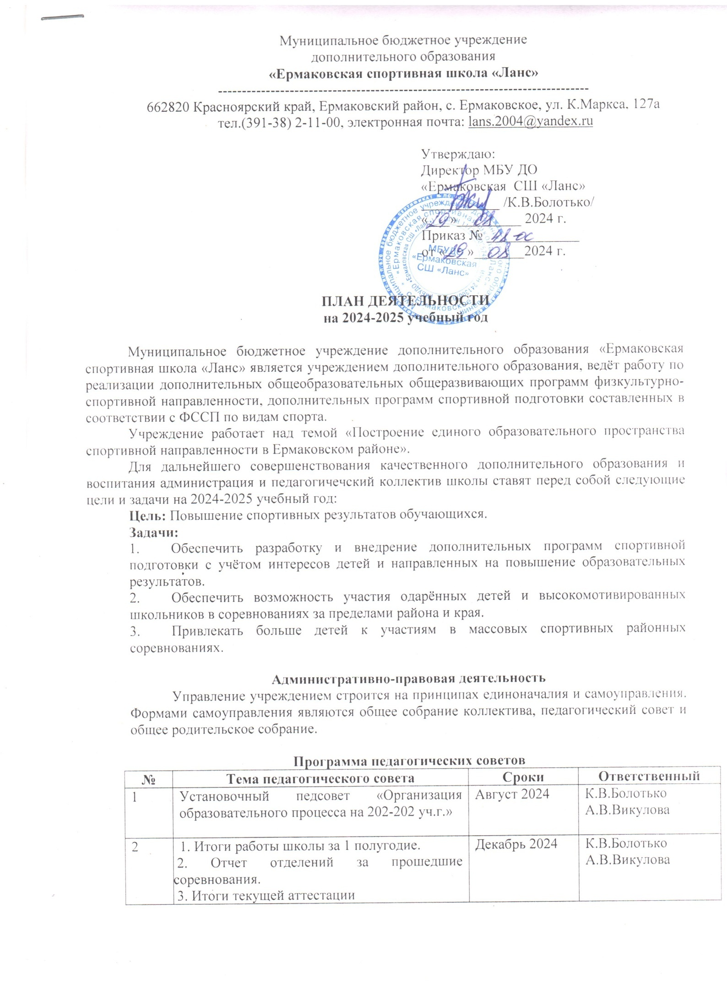 Муниципальное бюджетное учреждение
дополнительного образования
«Ермаковская спортивная школа «Ланс»
--------------------------------------------------------------------------------
662820 Красноярский край, Ермаковский район, с. Ермаковское, ул. К.Маркса, 127а
тел.(391-38) 2-11-00, электронная почта: lans.2004@yandex.ru
Утверждаю:
Директор МБУ ДО
«Ермаковская СШ «Ланс»
____________ /К.В.Болотько/
«29» 08 2024 г.
Приказ № 48-ос
от «29» 08 2024 г.
МБУДО
«Ермаковская
СШ «Ланс»
ПЛАН ДЕЯТЕЛЬНОСТИ
на 2024-2025 учебный год
Муниципальное бюджетное учреждение дополнительного образования «Ермаковская
спортивная школа «Ланс» является учреждением дополнительного образования, ведёт работу по
реализации дополнительных общеобразовательных общеразвивающих программ физкультурно-
спортивной направленности, дополнительных программ спортивной подготовки составленных в
соответствии с ФССП по видам спорта.
Учреждение работает над темой «Построение единого образовательного пространства
спортивной направленности в Ермаковском районе».
Для дальнейшего совершенствования качественного дополнительного образования и
воспитания администрация и педагогичечский коллектив школы ставят перед собой следующие
цели и задачи на 2024-2025 учебный год:
Цель: Повышение спортивных результатов обучающихся.
Задачи:
1. Обеспечить разработку и внедрение дополнительных программ спортивной
подготовки с учётом интересов детей и направленных на повышение образовательных
результатов.
2. Обеспечить возможность участия одарённых детей и высокомотивированных
школьников в соревнованиях за пределами района и края.
3. Привлекать больше детей к участиям в массовых спортивных районных
соревнованиях.
Административно-правовая деятельность
Управление учреждением строится на принципах единоначалия и самоуправления.
Формами самоуправления являются общее собрание коллектива, педагогический совет и
общее родительское собрание.
Программа педагогических советов
№ Тема педагогического совета Сроки Ответственный
1 Установочный педсовет «Организация Август 2024 К.В.Болотько
образовательного процесса на 202-202 уч.г.» А.В.Викулова
2 1. Итоги работы школы за 1 полугодие. Декабрь 2024 К.В.Болотько
2. Отчет отделений за прошедшие А.В.Викулова
соревнования.
3. Итоги текущей аттестации